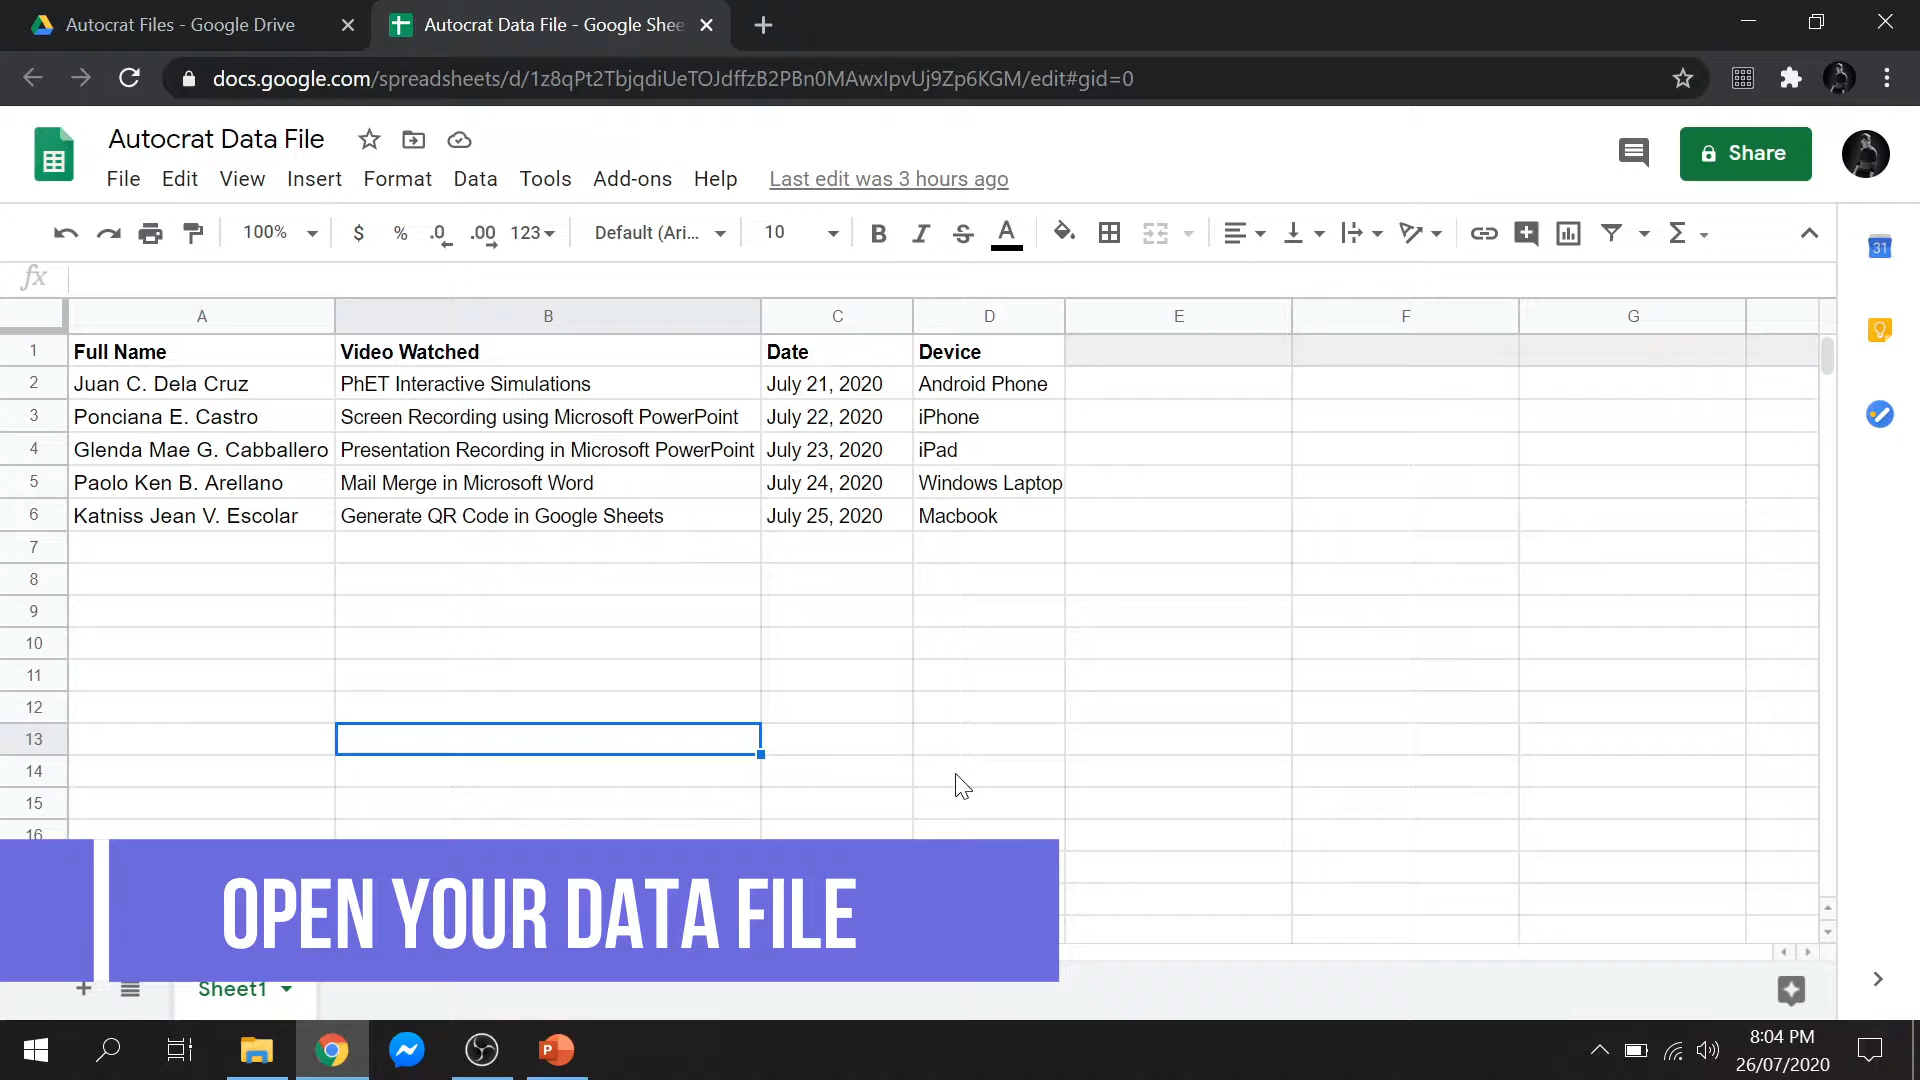 Autocrat Files - Google Drive
Autocrat Data File - Google Shee
docs.google.com/spreadsheets/d/1z8qPt2TbjqdiUeTOJdffzB2PBn0MAwxIpvUj9Zp6KGM/edit#gid=0
Autocrat Data File
Share
File Edit View Insert Format Data Tools Add-ons Help Last edit was 3 hours ago
100% $ % .0 .00 123 Default (Ari... 10 B I S A Σ
31
fx
A B C D E F G
1 Full Name Video Watched Date Device
2 Juan C. Dela Cruz PhET Interactive Simulations July 21, 2020 Android Phone
3 Ponciana E. Castro Screen Recording using Microsoft PowerPoint July 22, 2020 iPhone
4 Glenda Mae G. Cabballero Presentation Recording in Microsoft PowerPoint July 23, 2020 iPad
5 Paolo Ken B. Arellano Mail Merge in Microsoft Word July 24, 2020 Windows Laptop
6 Katniss Jean V. Escolar Generate QR Code in Google Sheets July 25, 2020 Macbook
7
8
9
10
11
12
13
14
15
16
OPEN YOUR DATA FILE
Sheet1
8:04 PM
26/07/2020